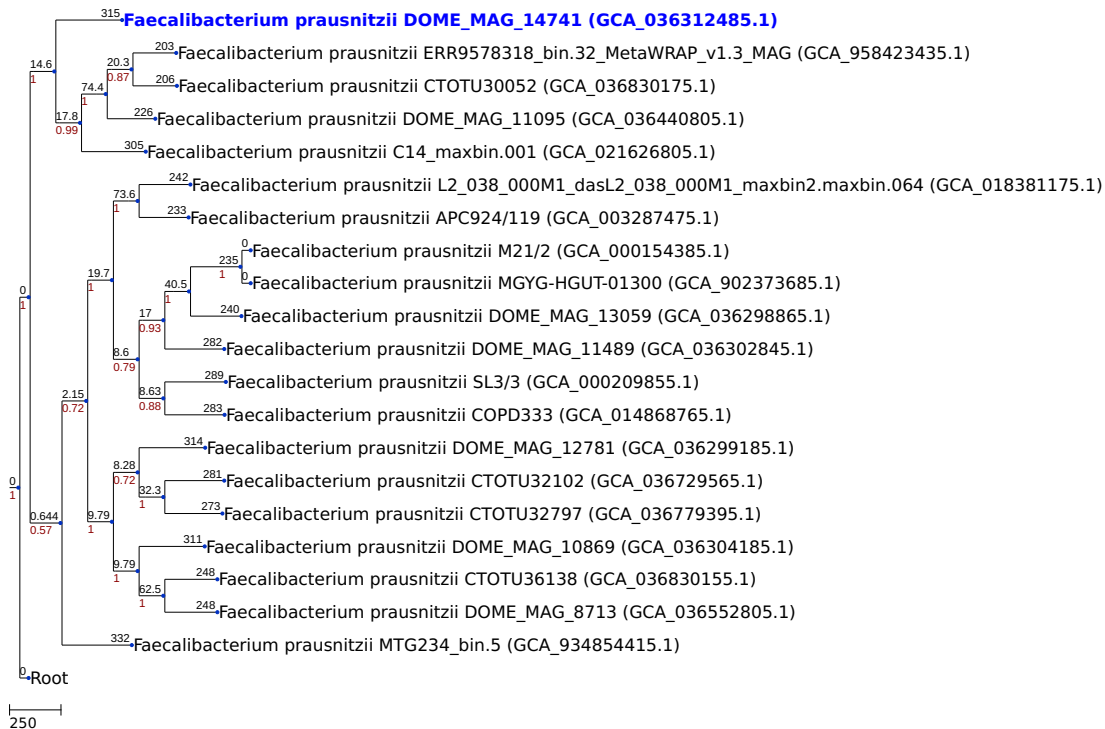 315 Faecalibacterium prausnitzii DOME_MAG_14741 (GCA_036312485.1)
203 Faecalibacterium prausnitzii ERR9578318_bin.32_MetaWRAP_v1.3_MAG (GCA_958423435.1)
14.6 20.3
1 0.87
206 Faecalibacterium prausnitzii CTOTU30052 (GCA_036830175.1)
74.4
1
17.8 226 Faecalibacterium prausnitzii DOME_MAG_11095 (GCA_036440805.1)
0.99
305 Faecalibacterium prausnitzii C14_maxbin.001 (GCA_021626805.1)
242 Faecalibacterium prausnitzii L2_038_000M1_dasL2_038_000M1_maxbin2.maxbin.064 (GCA_018381175.1)
73.6
1
233 Faecalibacterium prausnitzii APC924/119 (GCA_003287475.1)
0 Faecalibacterium prausnitzii M21/2 (GCA_000154385.1)
235
1
19.7
1
0 Faecalibacterium prausnitzii MGYG-HGUT-01300 (GCA_902373685.1)
40.5
1
0
1
240 Faecalibacterium prausnitzii DOME_MAG_13059 (GCA_036298865.1)
17
0.93
282 Faecalibacterium prausnitzii DOME_MAG_11489 (GCA_036302845.1)
8.6
0.79
289 Faecalibacterium prausnitzii SL3/3 (GCA_000209855.1)
8.63
0.88
2.15
0.72
283 Faecalibacterium prausnitzii COPD333 (GCA_014868765.1)
314 Faecalibacterium prausnitzii DOME_MAG_12781 (GCA_036299185.1)
8.28
0.72
281 Faecalibacterium prausnitzii CTOTU32102 (GCA_036729565.1)
0
1
32.3
1
273 Faecalibacterium prausnitzii CTOTU32797 (GCA_036779395.1)
0.644 9.79
0.57 1
311 Faecalibacterium prausnitzii DOME_MAG_10869 (GCA_036304185.1)
9.79
1
248 Faecalibacterium prausnitzii CTOTU36138 (GCA_036830155.1)
62.5
1
248 Faecalibacterium prausnitzii DOME_MAG_8713 (GCA_036552805.1)
332 Faecalibacterium prausnitzii MTG234_bin.5 (GCA_934854415.1)
0 Root
250